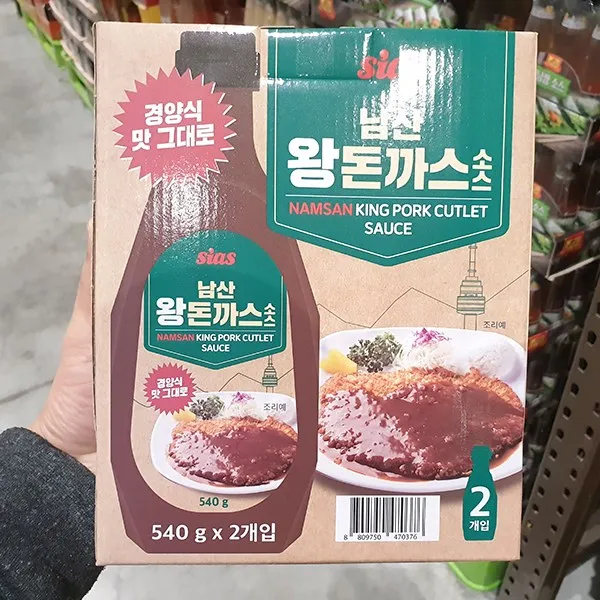 경양식
맛 그대로
sias
남산
왕돈까스소스
NAMSAN KING PORK CUTLET
SAUCE
sias
남산
왕돈까스소스
NAMSAN KING PORK CUTLET
SAUCE
경양식
맛 그대로
조리예
조리예
540 g
540 g x 2개입
8 809750 470376
2
개입